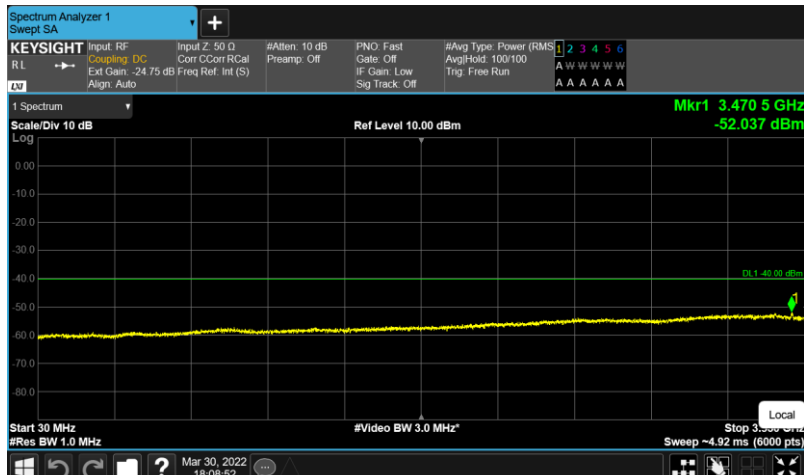 Spectrum Analyzer 1
Swept SA
+
KEYSIGHT
RL
LXI
Input: RF
Coupling: DC
Ext Gain: -24.75 dB
Align: Auto
Input Z: 50 Ω
Corr CCorr RCal
Freq Ref: Int (S)
#Atten: 10 dB
Preamp: Off
PNO: Fast
Gate: Off
IF Gain: Low
Sig Track: Off
#Avg Type: Power (RMS
Avg|Hold: 100/100
Trig: Free Run
1 2 3 4 5 6
A W W W W W
A A A A A A
1 Spectrum
Scale/Div 10 dB
Ref Level 10.00 dBm
Mkr1 3.470 5 GHz
-52.037 dBm
Log
0.00
-10.0
-20.0
-30.0
-40.0
DL1 -40.00 dBm
1
-50.0
-60.0
-70.0
-80.0
Local
Start 30 MHz
#Video BW 3.0 MHz*
Stop
#Res BW 1.0 MHz
Sweep ~4.92 ms (6000 pts)
?
Mar 30, 2022
18:08:52